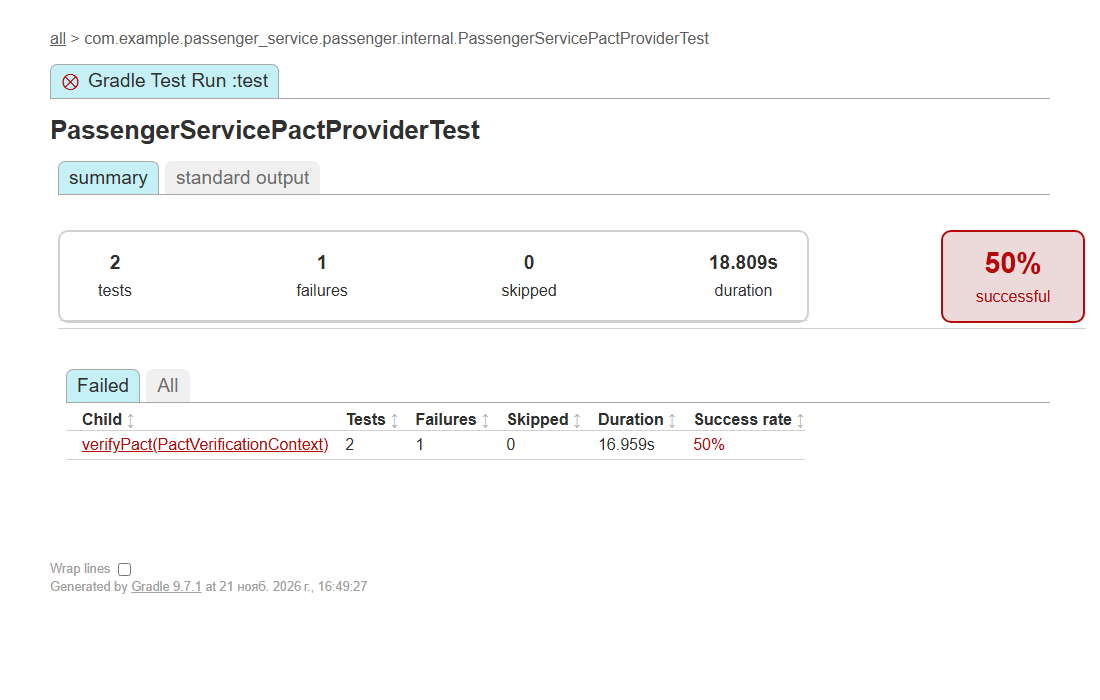 all > com.example.passenger_service.passenger.internal.PassengerServicePactProviderTest
Gradle Test Run :test
PassengerServicePactProviderTest
summary standard output
2 1 0 18.809s
tests failures skipped duration
50%
successful
Failed All
Child Tests Failures Skipped Duration Success rate
verifyPact(PactVerificationContext) 2 1 0 16.959s 50%
Wrap lines
Generated by Gradle 9.7.1 at 21 нояб. 2026 г., 16:49:27